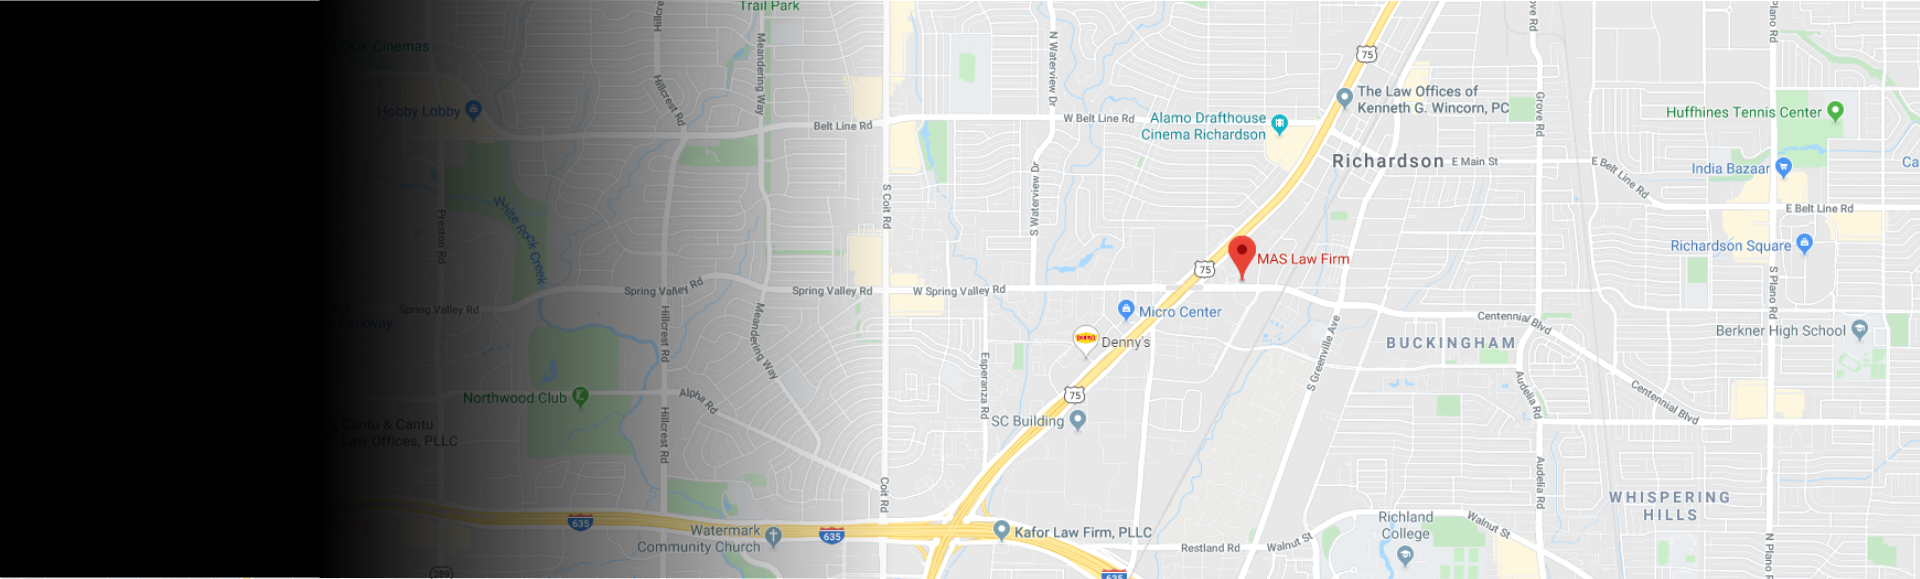 Trail Park
Hillcre
OOK Cinemas
Meandering Way
N Waterview Dr
75
ove Rd
Plano Rd
Hobby Lobby
Hillcrest Rd
Belt Line Rd
W Belt Line Rd
Alamo Drafthouse
Cinema Richardson
The Law Offices of
Kenneth G. Wincorn, PC
Grove Rd
Huffhines Tennis Center
Richardson
E Main St
E Belt Line Rd
India Bazaar
Ca
E Belt Line Rd
Preston Rd
White Rock Creek
S Coit Rd
S Waterview Dr
75
MAS Law Firm
Richardson Square
S Plano Rd
Spring Valley Rd
Spring Valley Rd
Spring Valley Rd
W Spring Valley Rd
Parkway
Hillcrest Rd
Meandering Way
Micro Center
Denny's
Denny's
Centennial Blvd
BUCKINGHAM
Berkner High School
S Greenville Ave
Esperanza Rd
75
Northwood Club
Alpha Rd
Audelia Rd
Centennial Blvd
Cantu & Cantu
Law Offices, PLLC
Hillcrest Rd
SC Building
Coit Rd
Audelia Rd
WHISPERING
HILLS
635
Watermark
Community Church
635
Kafor Law Firm, PLLC
Restland Rd
Walnut St
Richland
College
Walnut St
N Plano
289
635